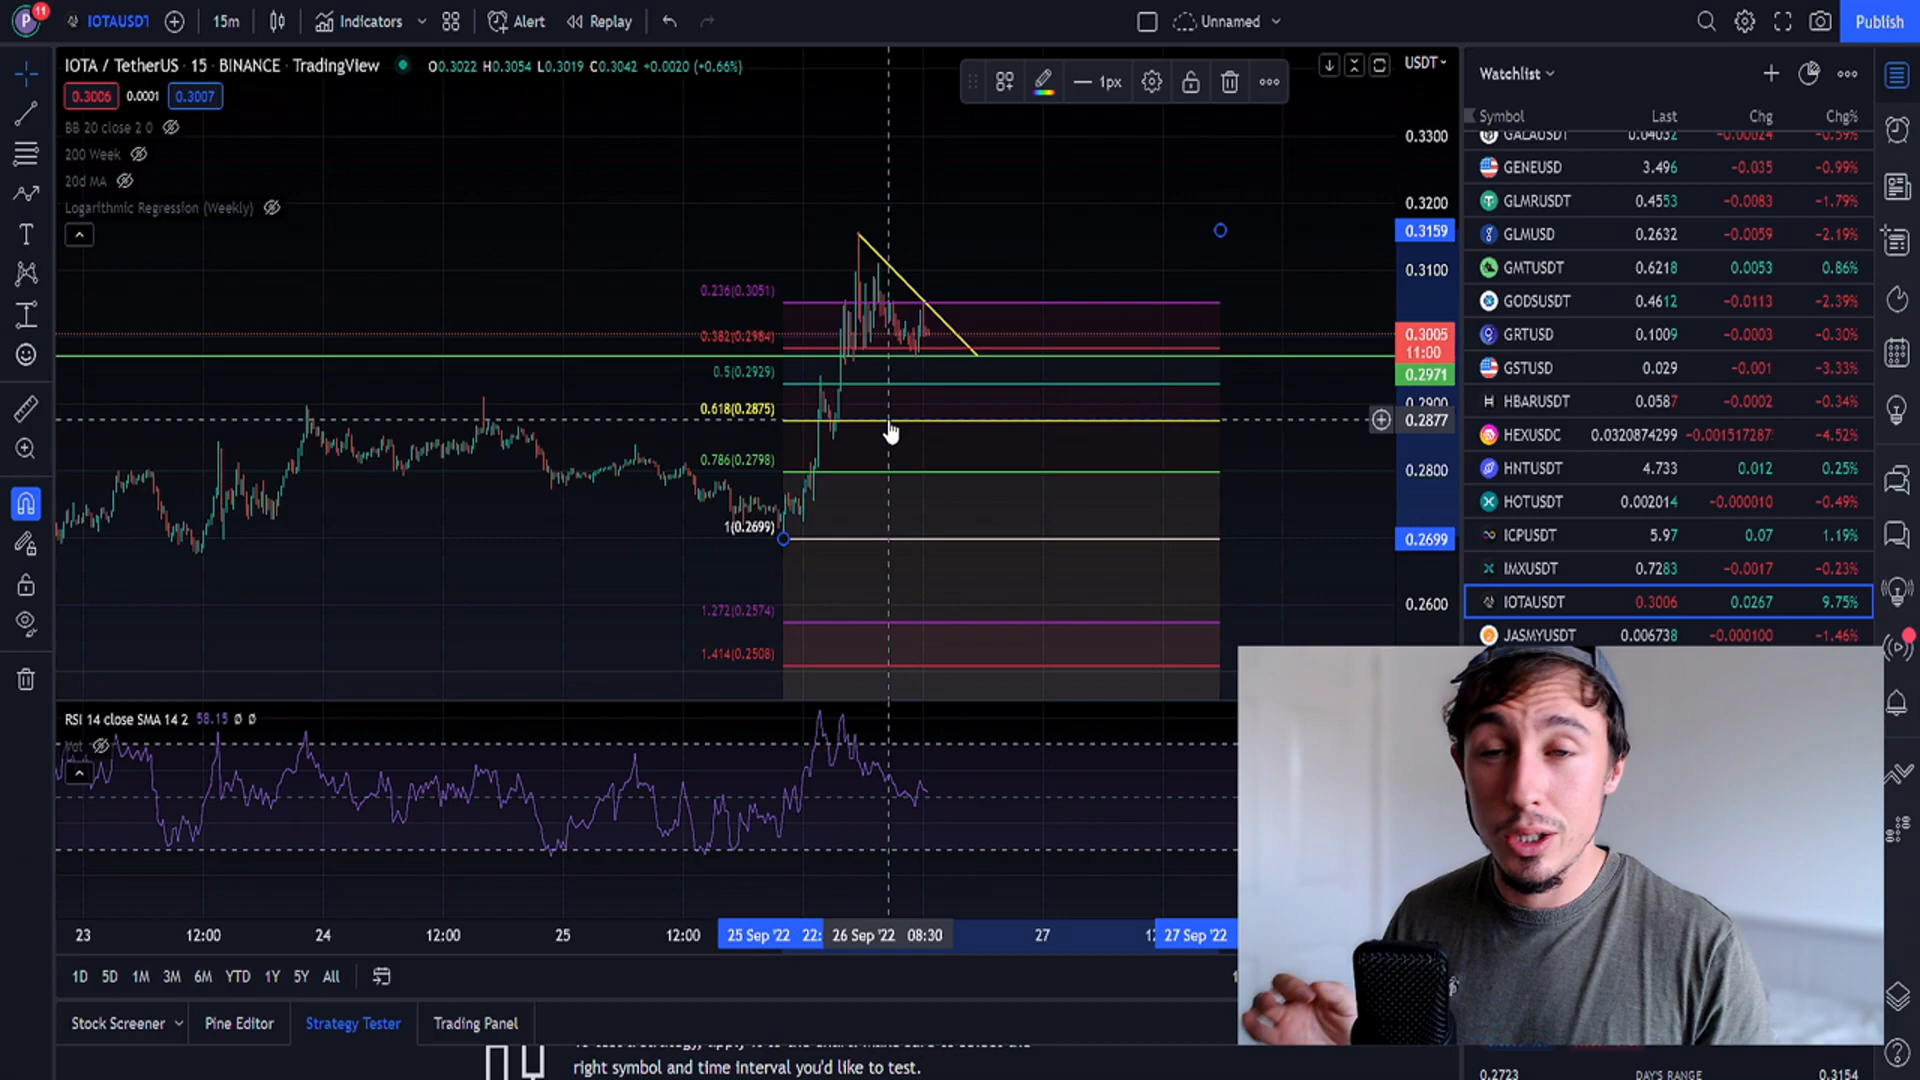 P 11 IOTAUSDT 15m Indicators Alert Replay Unnamed Publish
IOTA / TetherUS · 15 · BINANCE · TradingView O0.3022 H0.3054 L0.3019 C0.3042 +0.0020 (+0.66%)
0.3006 0.0001 0.3007
BB 20 close 2 0
200 Week
20d MA
Logarithmic Regression (Weekly)
1px
USDT
0.3300
0.3200
0.3159
0.3100
0.3005
11:00
0.2971
0.2900
0.2877
0.2800
0.2699
0.2600
0.236(0.3051)
0.382(0.2984)
0.5(0.2929)
0.618(0.2875)
0.786(0.2798)
1(0.2699)
1.272(0.2574)
1.414(0.2508)
RSI 14 close SMA 14 2 58.15 Ø Ø
Vol
23 12:00 24 12:00 25 12:00 25 Sep '22 22: 26 Sep '22 08:30 27 27 Sep '22
1D 5D 1M 3M 6M YTD 1Y 5Y All
Stock Screener Pine Editor Strategy Tester Trading Panel
right symbol and time interval you'd like to test.
Watchlist
Symbol Last Chg Chg%
GALAUSDT 0.04032 -0.00024 -0.59%
GENEUSD 3.496 -0.035 -0.99%
GLMRUSDT 0.4553 -0.0083 -1.79%
GLMUSD 0.2632 -0.0059 -2.19%
GMTUSDT 0.6218 0.0053 0.86%
GODSUSDT 0.4612 -0.0113 -2.39%
GRTUSD 0.1009 -0.0003 -0.30%
GSTUSD 0.029 -0.001 -3.33%
HBARUSDT 0.0587 -0.0002 -0.34%
HEXUSDC 0.0320874299 -0.001517287 -4.52%
HNTUSDT 4.733 0.012 0.25%
HOTUSDT 0.002014 -0.000010 -0.49%
ICPUSDT 5.97 0.07 1.19%
IMXUSDT 0.7283 -0.0017 -0.23%
IOTAUSDT 0.3006 0.0267 9.75%
JASMYUSDT 0.006738 -0.000100 -1.46%
0.2723 DAY'S RANGE 0.3154